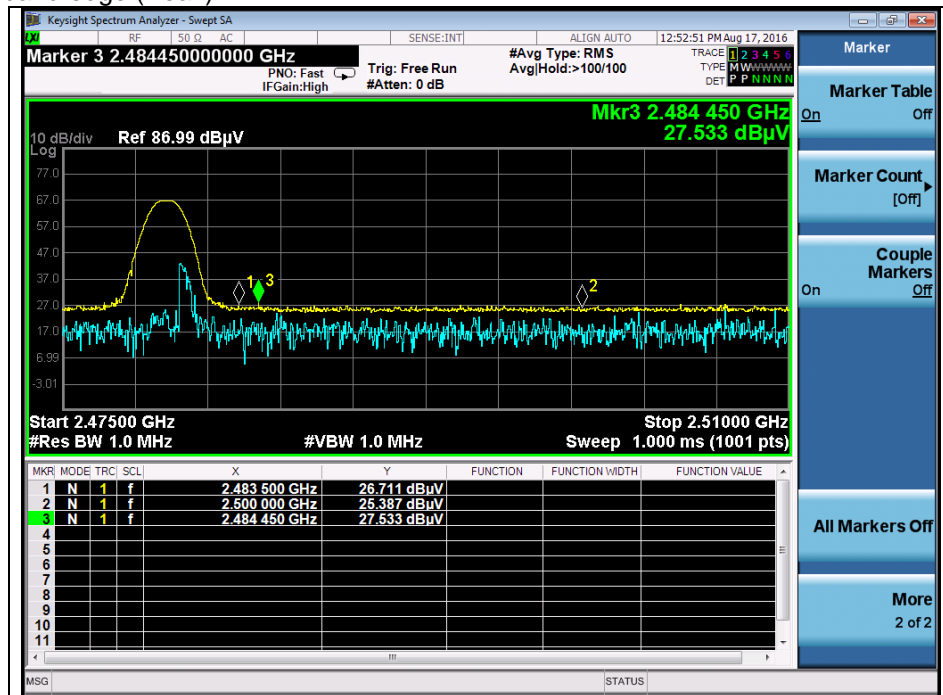 Keysight Spectrum Analyzer - Swept SA
LXI RF 50 Ω AC SENSE:INT ALIGN AUTO 12:52:51 PM Aug 17, 2016
Marker 3 2.484450000000 GHz
PNO: Fast
IFGain:High
Trig: Free Run
#Atten: 0 dB
#Avg Type: RMS
Avg|Hold:>100/100
TRACE 1 2 3 4 5 6
TYPE M WWWWW
DET P P N N N N
Mkr3 2.484 450 GHz
27.533 dBµV
10 dB/div Ref 86.99 dBµV
Log
77.0
67.0
57.0
47.0
37.0
27.0
17.0
6.99
-3.01
1 3
2
Start 2.47500 GHz Stop 2.51000 GHz
#Res BW 1.0 MHz #VBW 1.0 MHz Sweep 1.000 ms (1001 pts)
MKR MODE TRC SCL X Y FUNCTION FUNCTION WIDTH FUNCTION VALUE
1 N 1 f 2.483 500 GHz 26.711 dBµV
2 N 1 f 2.500 000 GHz 25.387 dBµV
3 N 1 f 2.484 450 GHz 27.533 dBµV
4
5
6
7
8
9
10
11
MSG STATUS
Marker
Marker Table
On Off
Marker Count
[Off]
Couple
Markers
On Off
All Markers Off
More
2 of 2